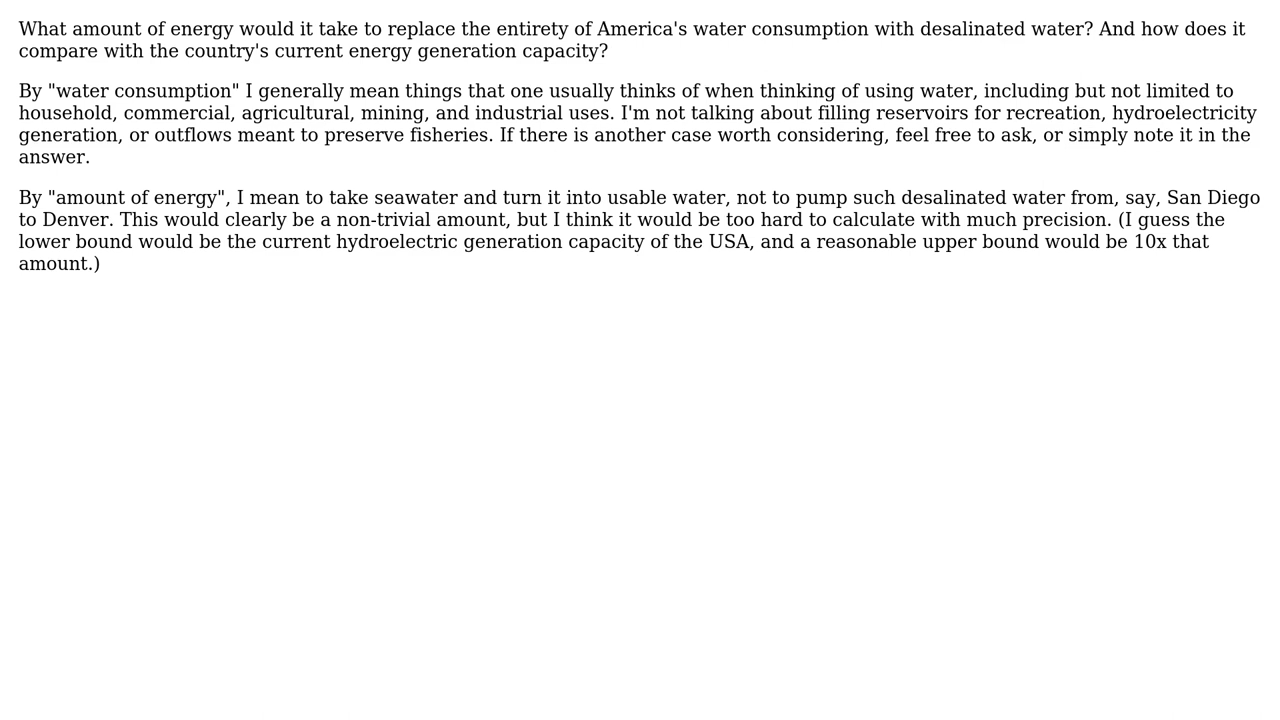 What amount of energy would it take to replace the entirety of America's water consumption with desalinated water? And how does it
compare with the country's current energy generation capacity?
By "water consumption" I generally mean things that one usually thinks of when thinking of using water, including but not limited to
household, commercial, agricultural, mining, and industrial uses. I'm not talking about filling reservoirs for recreation, hydroelectricity
generation, or outflows meant to preserve fisheries. If there is another case worth considering, feel free to ask, or simply note it in the
answer.
By "amount of energy", I mean to take seawater and turn it into usable water, not to pump such desalinated water from, say, San Diego
to Denver. This would clearly be a non-trivial amount, but I think it would be too hard to calculate with much precision. (I guess the
lower bound would be the current hydroelectric generation capacity of the USA, and a reasonable upper bound would be 10x that
amount.)